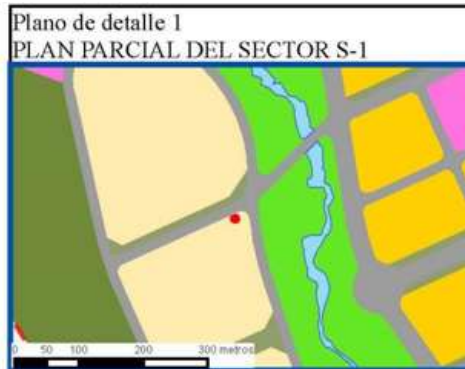 Plano de detalle 1
PLAN PARCIAL DEL SECTOR S-1
0 50 100 200 300 metros